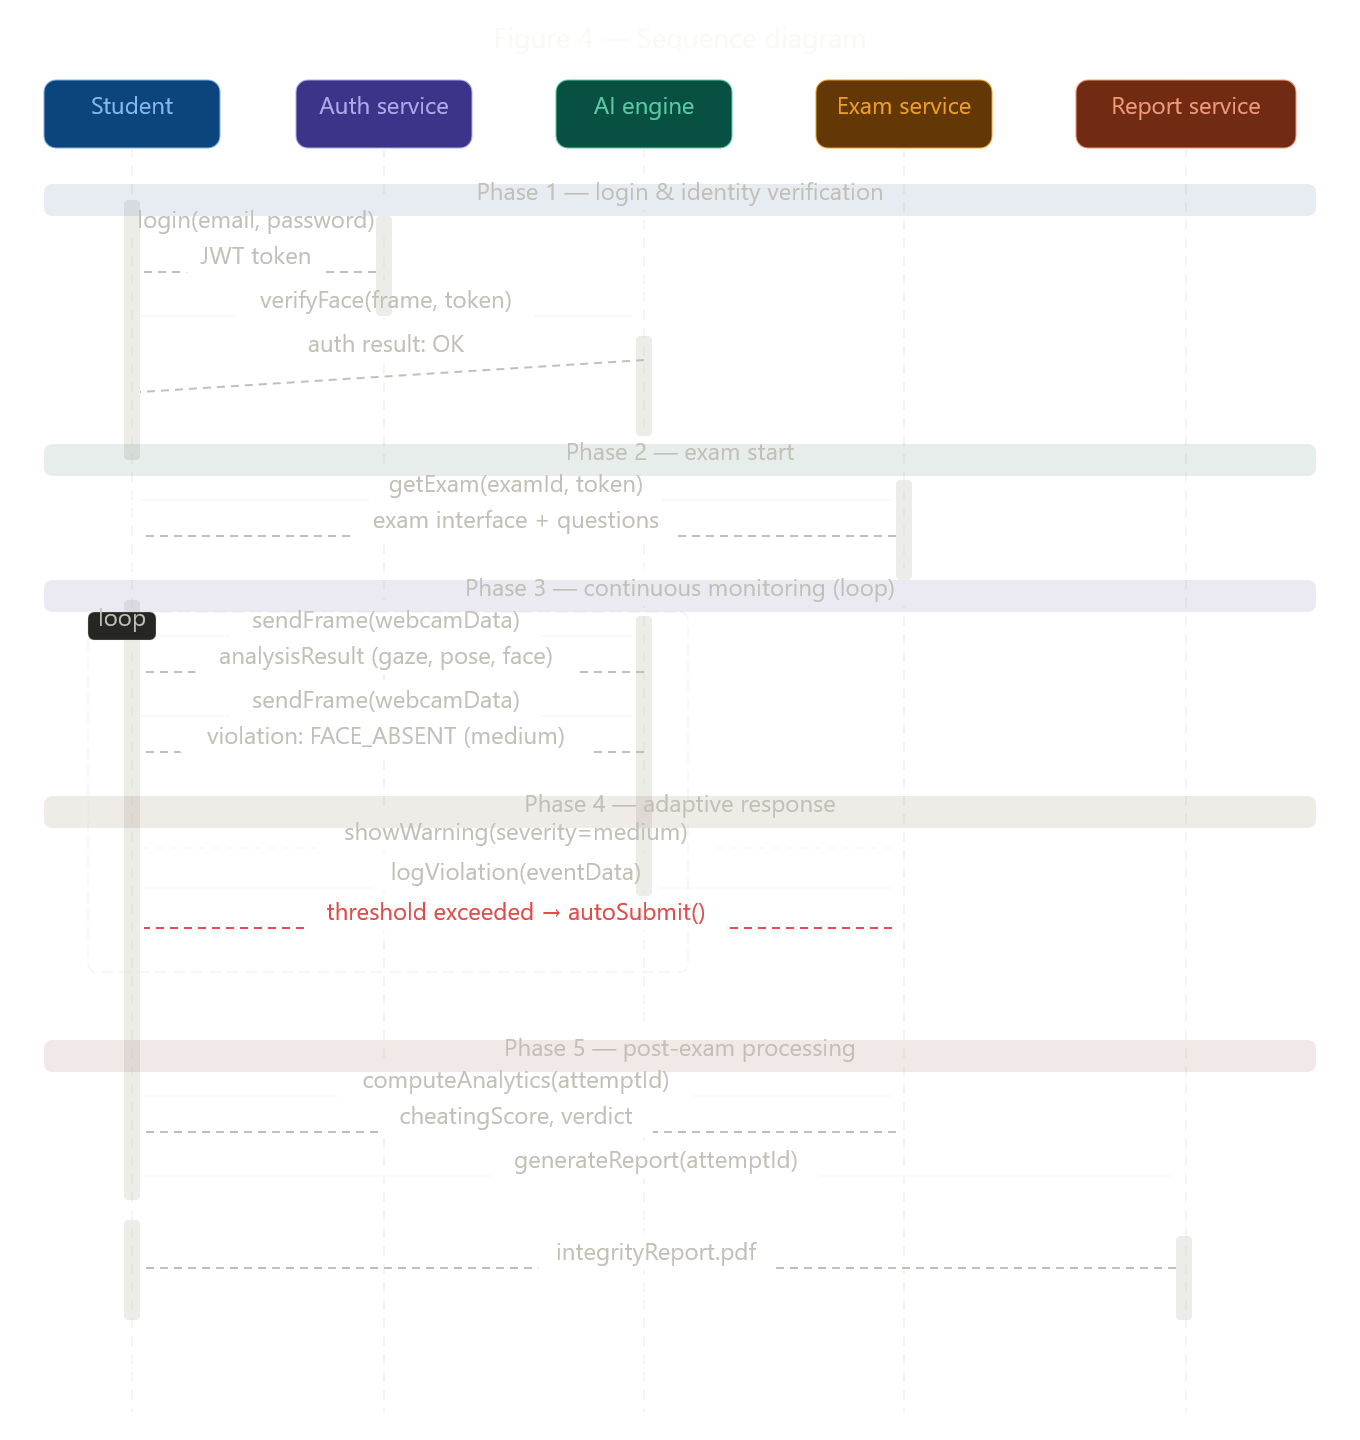 Figure 4 — Sequence diagram
Student
Auth service
AI engine
Exam service
Report service
Phase 1 — login & identity verification
login(email, password)
JWT token
verifyFace(frame, token)
auth result: OK
Phase 2 — exam start
getExam(examId, token)
exam interface + questions
Phase 3 — continuous monitoring (loop)
loop
sendFrame(webcamData)
analysisResult (gaze, pose, face)
sendFrame(webcamData)
violation: FACE_ABSENT (medium)
Phase 4 — adaptive response
showWarning(severity=medium)
logViolation(eventData)
threshold exceeded → autoSubmit()
Phase 5 — post-exam processing
computeAnalytics(attemptId)
cheatingScore, verdict
generateReport(attemptId)
integrityReport.pdf